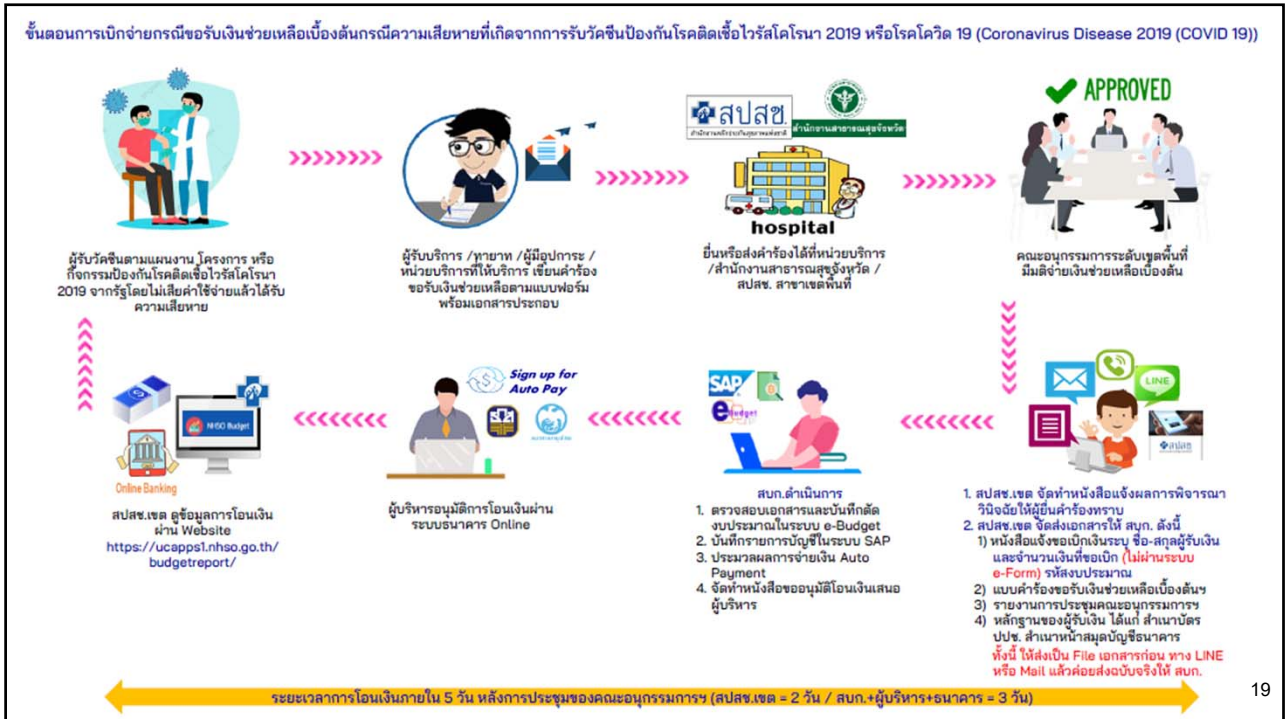 ขั้นตอนการเบิกจ่ายกรณีขอรับเงินช่วยเหลือเบื้องต้นกรณีความเสียหายที่เกิดจากการรับวัคซีนป้องกันโรคติดเชื้อไวรัสโคโรนา 2019 หรือโรคโควิด 19 (Coronavirus Disease 2019 (COVID 19))
ผู้รับวัคซีนตามแผนงาน โครงการ หรือ
กิจกรรมป้องกันโรคติดเชื้อไวรัสโคโรนา
2019 จากรัฐโดยไม่เสียค่าใช้จ่ายแล้วได้รับ
ความเสียหาย
ผู้รับบริการ /ทายาท /ผู้มีอุปการะ /
หน่วยบริการที่ให้บริการ เขียนคำร้อง
ขอรับเงินช่วยเหลือตามแบบฟอร์ม
พร้อมเอกสารประกอบ
สปสช.
สำนักงานหลักประกันสุขภาพแห่งชาติ
สำนักงานสาธารณสุขจังหวัด
hospital
ยื่นหรือส่งคำร้องได้ที่หน่วยบริการ
/สำนักงานสาธารณสุขจังหวัด /
สปสช. สาขาเขตพื้นที่
APPROVED
คณะอนุกรรมการระดับเขตพื้นที่
มีมติจ่ายเงินช่วยเหลือเบื้องต้น
LINE
สปสช
1. สปสช.เขต จัดทำหนังสือแจ้งผลการพิจารณา
วินิจฉัยให้ผู้ยื่นคำร้องทราบ
2. สปสช.เขต จัดส่งเอกสารให้ สบก. ดังนี้
1) หนังสือแจ้งขอเบิกเงินระบุ ชื่อ-สกุลผู้รับเงิน
และจำนวนเงินที่ขอเบิก (ไม่ผ่านระบบ
e-Form) รหัสงบประมาณ
2) แบบคำร้องขอรับเงินช่วยเหลือเบื้องต้นฯ
3) รายงานการประชุมคณะอนุกรรมการฯ
4) หลักฐานของผู้รับเงิน ได้แก่ สำเนาบัตร
ปปช. สำเนาหน้าสมุดบัญชีธนาคาร
ทั้งนี้ ให้ส่งเป็น File เอกสารก่อน ทาง LINE
หรือ Mail แล้วค่อยส่งฉบับจริงให้ สบก.
SAP
e Budget
สบก.ดำเนินการ
1. ตรวจสอบเอกสารและบันทึกตัด
งบประมาณในระบบ e-Budget
2. บันทึกรายการบัญชีในระบบ SAP
3. ประมวลผลการจ่ายเงิน Auto
Payment
4. จัดทำหนังสือขออนุมัติโอนเงินเสนอ
ผู้บริหาร
Sign up for
Auto Pay
ผู้บริหารอนุมัติการโอนเงินผ่าน
ระบบธนาคาร Online
NHSO Budget
Online Banking
สปสช.เขต ดูข้อมูลการโอนเงิน
ผ่าน Website
https://ucapps1.nhso.go.th/
budgetreport/
ระยะเวลาการโอนเงินภายใน 5 วัน หลังการประชุมของคณะอนุกรรมการฯ (สปสช.เขต = 2 วัน / สบก.+ผู้บริหาร+ธนาคาร = 3 วัน)
19